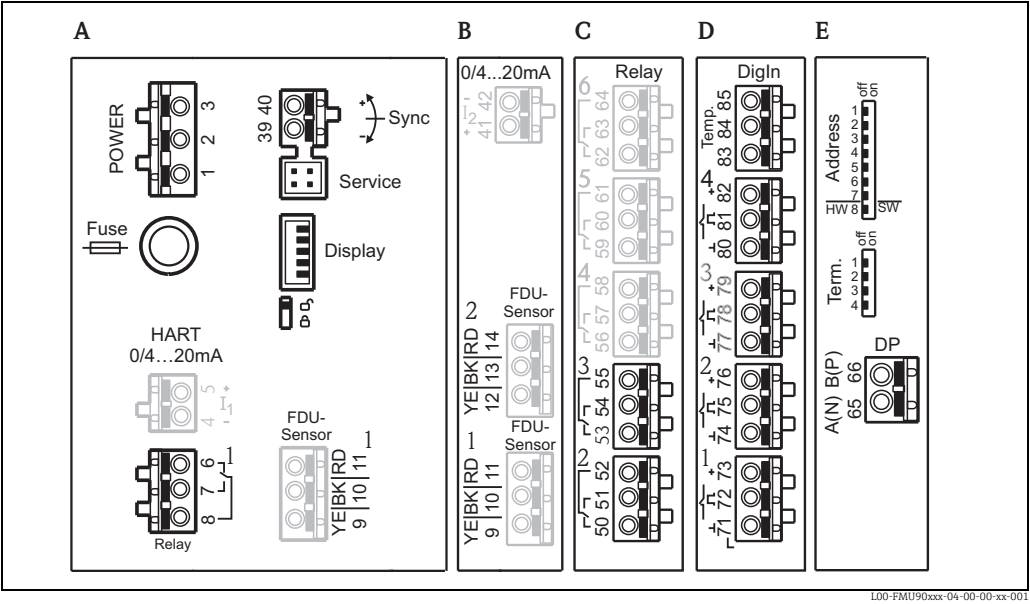 A
B
C
D
E
POWER
3
2
1
39 40
+
-
Sync
Service
Fuse
Display
HART
0/4...20mA
5 +
I1
4 -
6
7
8
1
Relay
FDU-
Sensor
1
YE|BK|RD
9 |10| 11
0/4...20mA
-
I2
+
41 42
2
FDU-
Sensor
YE|BK|RD
12 |13| 14
1
FDU-
Sensor
YE|BK|RD
9 |10| 11
Relay
6
62 63 64
5
59 60 61
4
56 57 58
3
53 54 55
2
50 51 52
DigIn
Temp.
83 84 85
4
+
80 81 82
3
+
77 78 79
2
+
74 75 76
1
+
71 72 73
off
on
Address
1
2
3
4
5
6
7
HW 8 SW
off
on
Term.
1
2
3
4
DP
A(N) B(P)
65 66
L00-FMU90xxx-04-00-00-xx-001